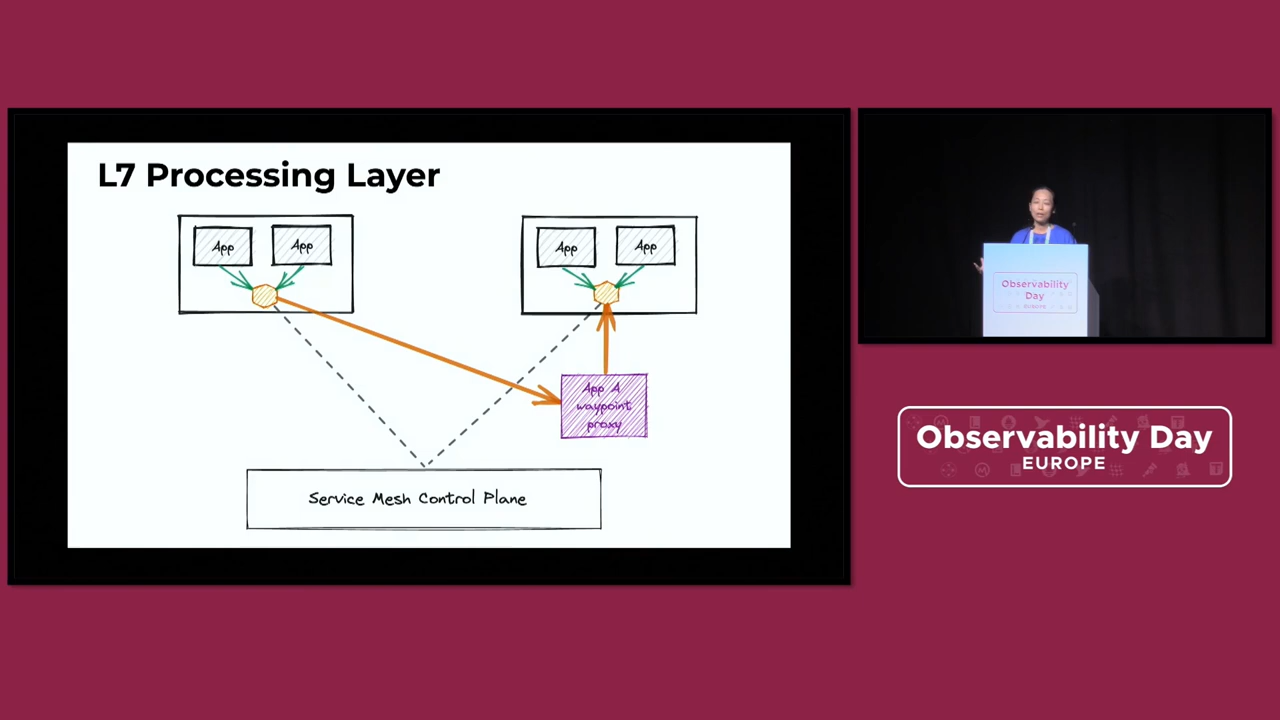 L7 Processing Layer
App
App
App
App
App A
waypoint
proxy
Service Mesh Control Plane
Observability
Day
EUROPE
Observability Day
EUROPE